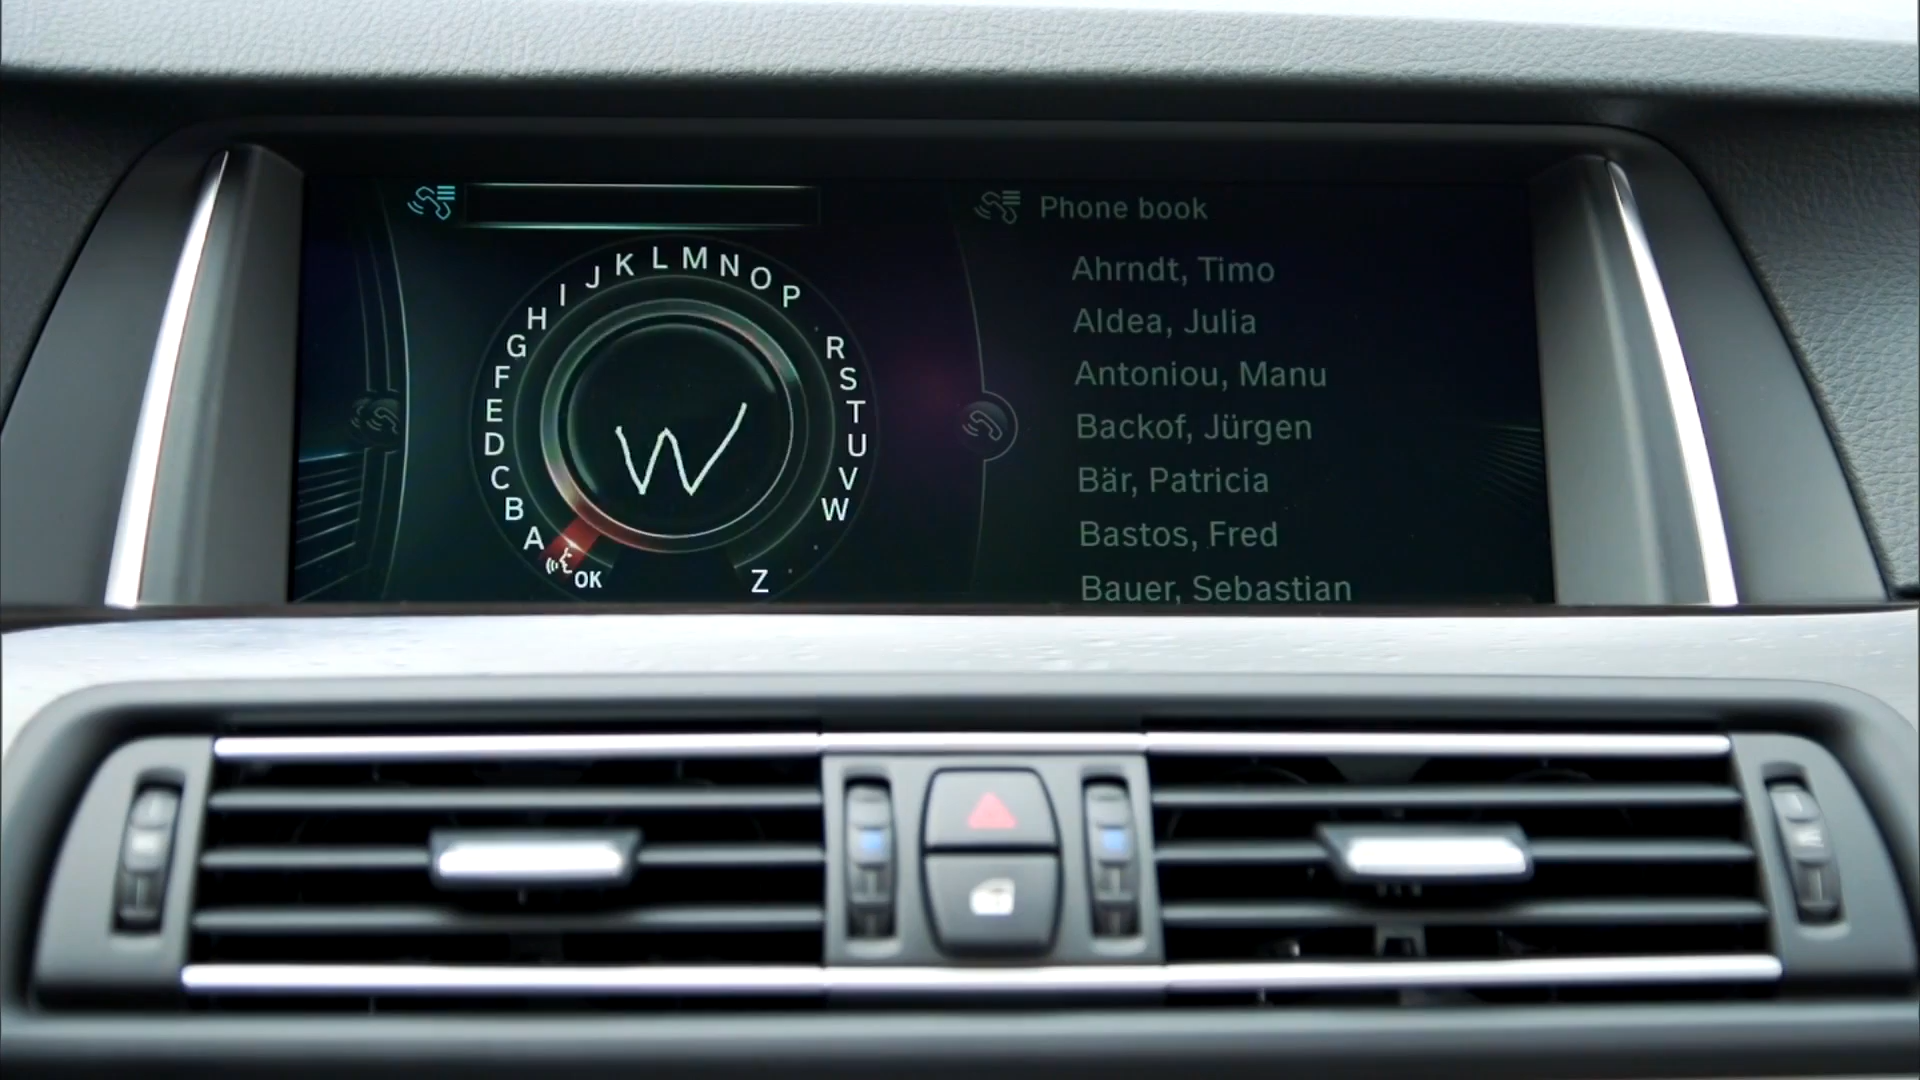 Phone book
A B C D E F G H I J K L M N O P R S T U V W Z
OK
W
Ahrndt, Timo
Aldea, Julia
Antoniou, Manu
Backof, Jürgen
Bär, Patricia
Bastos, Fred
Bauer, Sebastian